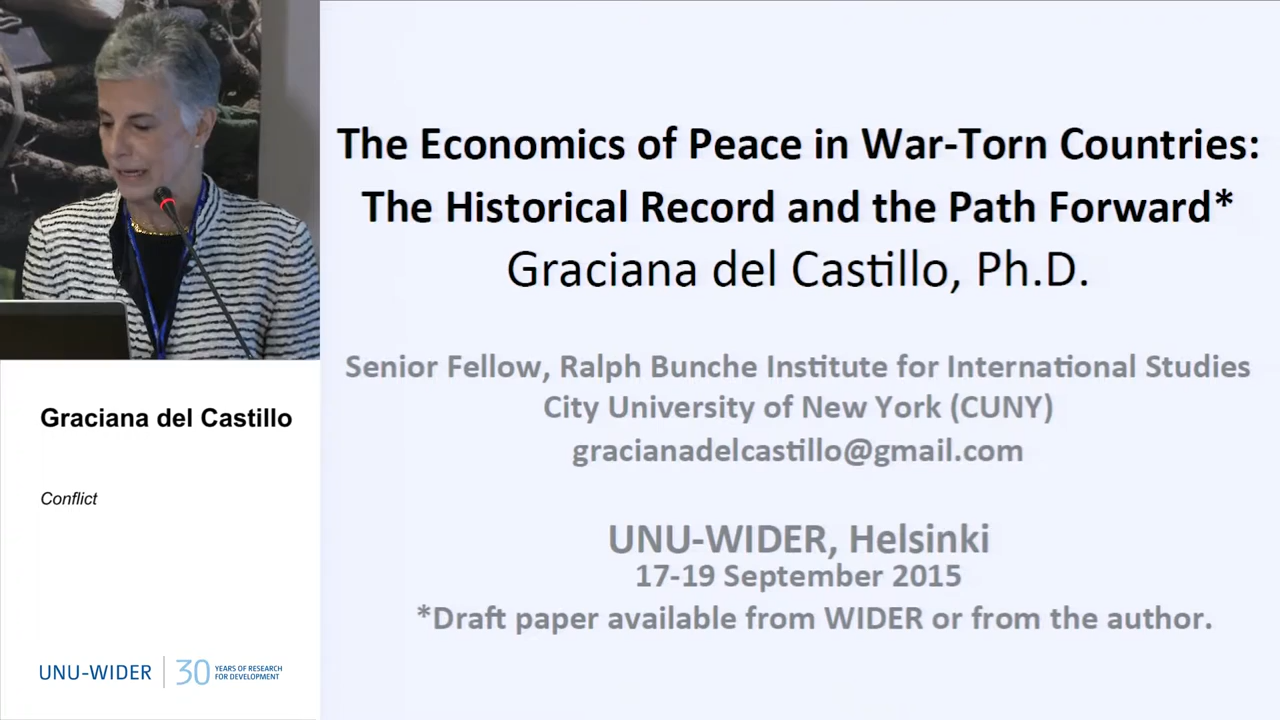 The Economics of Peace in War-Torn Countries:
The Historical Record and the Path Forward*
Graciana del Castillo, Ph.D.
Senior Fellow, Ralph Bunche Institute for International Studies
City University of New York (CUNY)
gracianadelcastillo@gmail.com
UNU-WIDER, Helsinki
17-19 September 2015
*Draft paper available from WIDER or from the author.
Graciana del Castillo
Conflict
UNU-WIDER
30 YEARS OF RESEARCH
FOR DEVELOPMENT